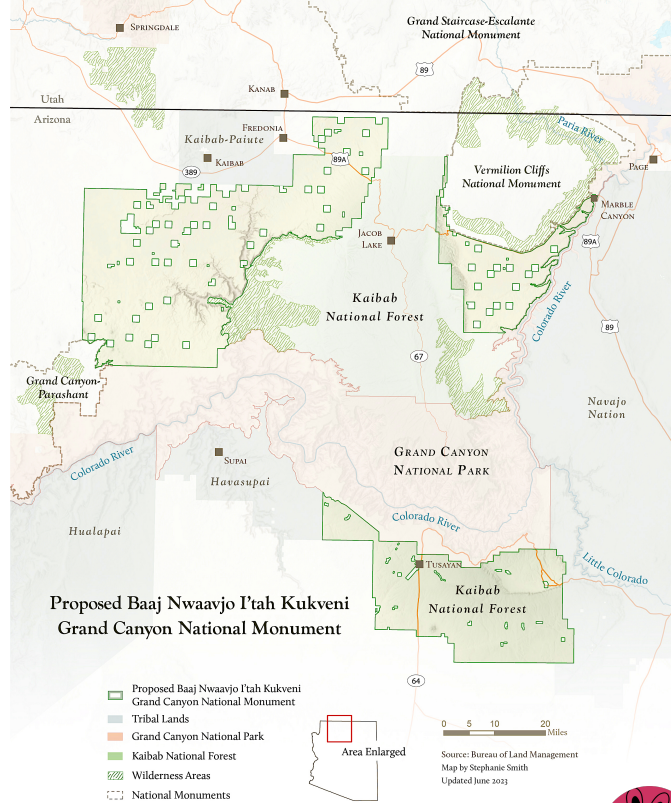 Grand Staircase-Escalante
National Monument
Springdale
89
Kanab
Utah
Arizona
Paria River
Fredonia
Kaibab-Paiute
89A
Page
Kaibab
389
Vermilion Cliffs
National Monument
Marble
Canyon
Jacob
Lake
89A
Kaibab
National Forest
Colorado River
89
67
Grand Canyon-
Parashant
Navajo
Nation
Grand Canyon
National Park
Supai
Colorado River
Havasupai
Colorado River
Hualapai
Little Colorado
Tusayan
Kaibab
National Forest
Proposed Baaj Nwaavjo I'tah Kukveni
Grand Canyon National Monument
64
Proposed Baaj Nwaavjo I'tah Kukveni
Grand Canyon National Monument
Tribal Lands
Grand Canyon National Park
Kaibab National Forest
Wilderness Areas
National Monuments
Area Enlarged
0 5 10 20
Miles
Source: Bureau of Land Management
Map by Stephanie Smith
Updated June 2023